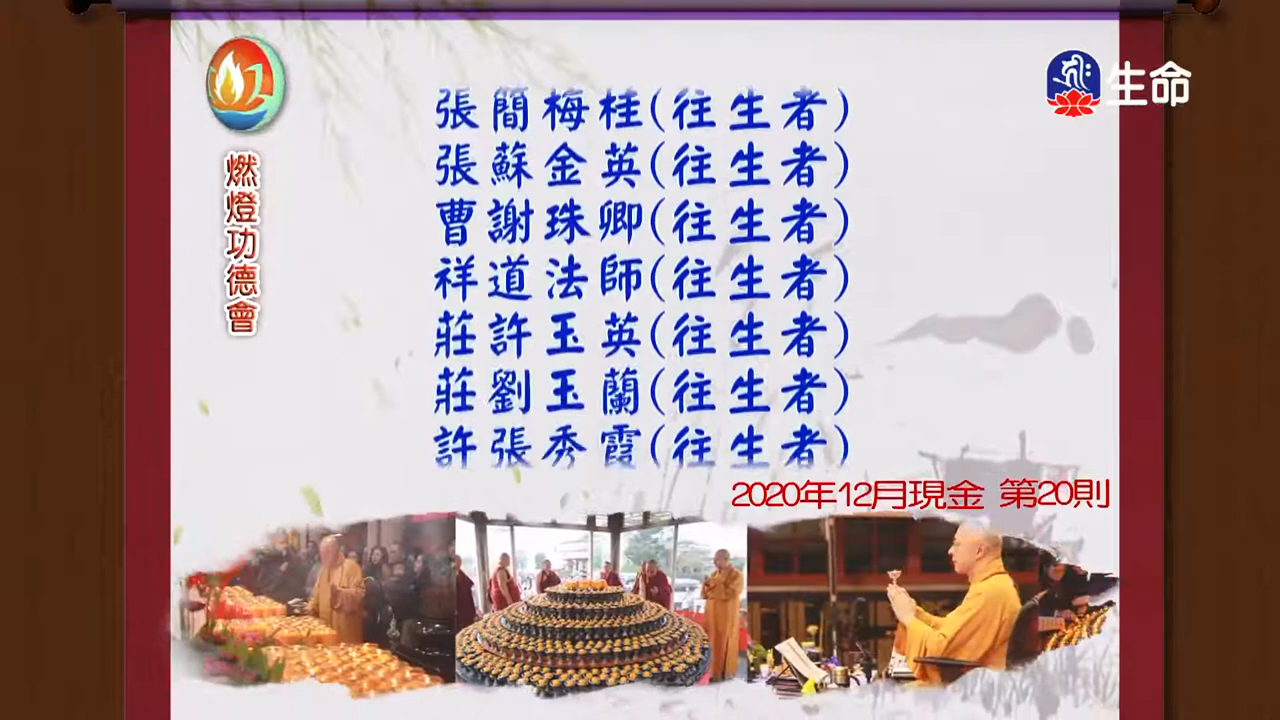 生命
燃燈功德會
張簡梅桂(往生者)
張蘇金英(往生者)
曹謝珠卿(往生者)
祥道法師(往生者)
莊許玉英(往生者)
莊劉玉蘭(往生者)
許張秀霞(往生者)
2020年12月現金 第20則